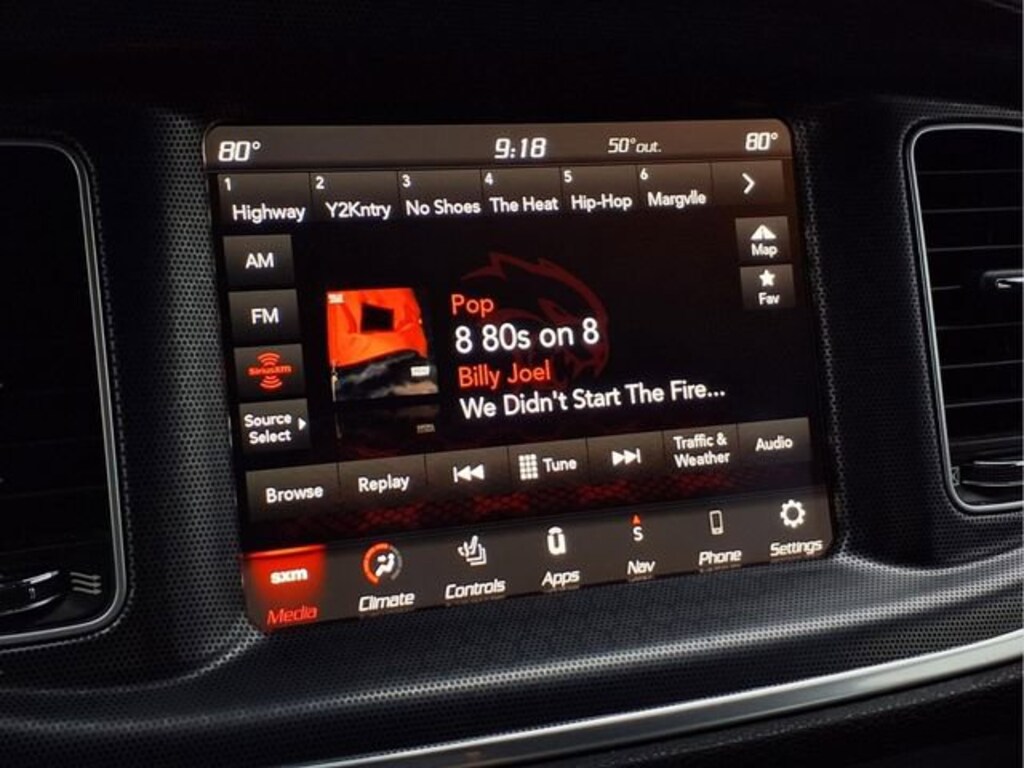 80° 9:18 50°out. 80°
1 2 3 4 5 6
Highway Y2Kntry No Shoes The Heat Hip-Hop Margvlle
AM
FM
SiriusXM
Source
Select
Map
Fav
Pop
8 80s on 8
Billy Joel
We Didn't Start The Fire...
Browse Replay Tune Traffic &
Weather Audio
sxm
Media Climate Controls Apps S
Nav Phone Settings